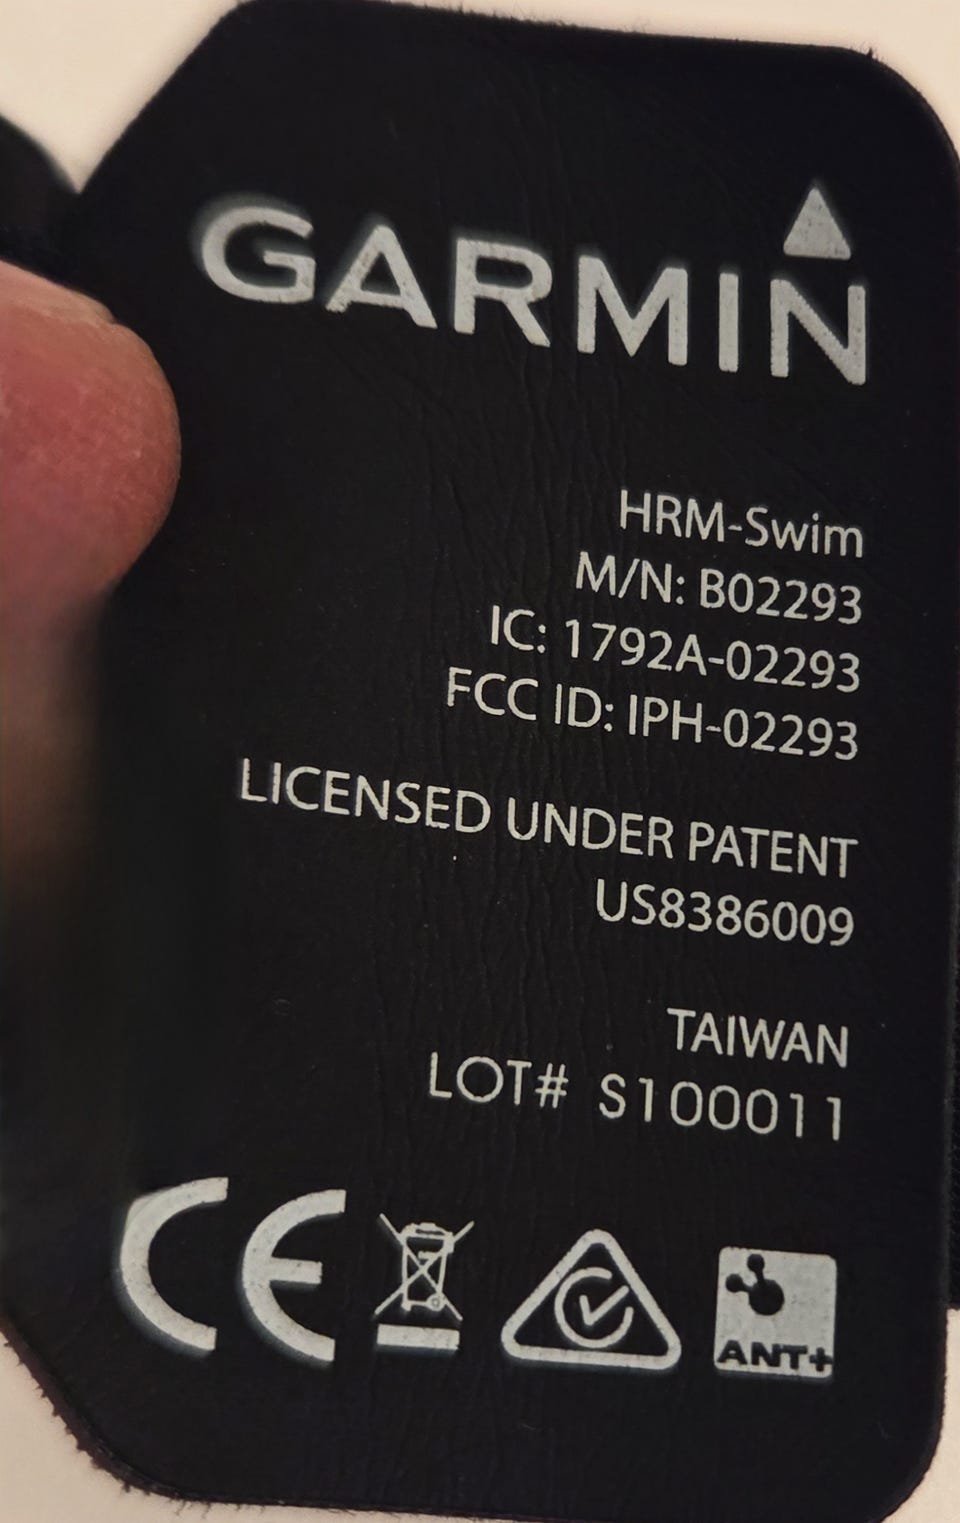 GARMIN
HRM-Swim
M/N: B02293
IC: 1792A-02293
FCC ID: IPH-02293
LICENSED UNDER PATENT
US8386009
TAIWAN
LOT# S100011
CE
ANT+